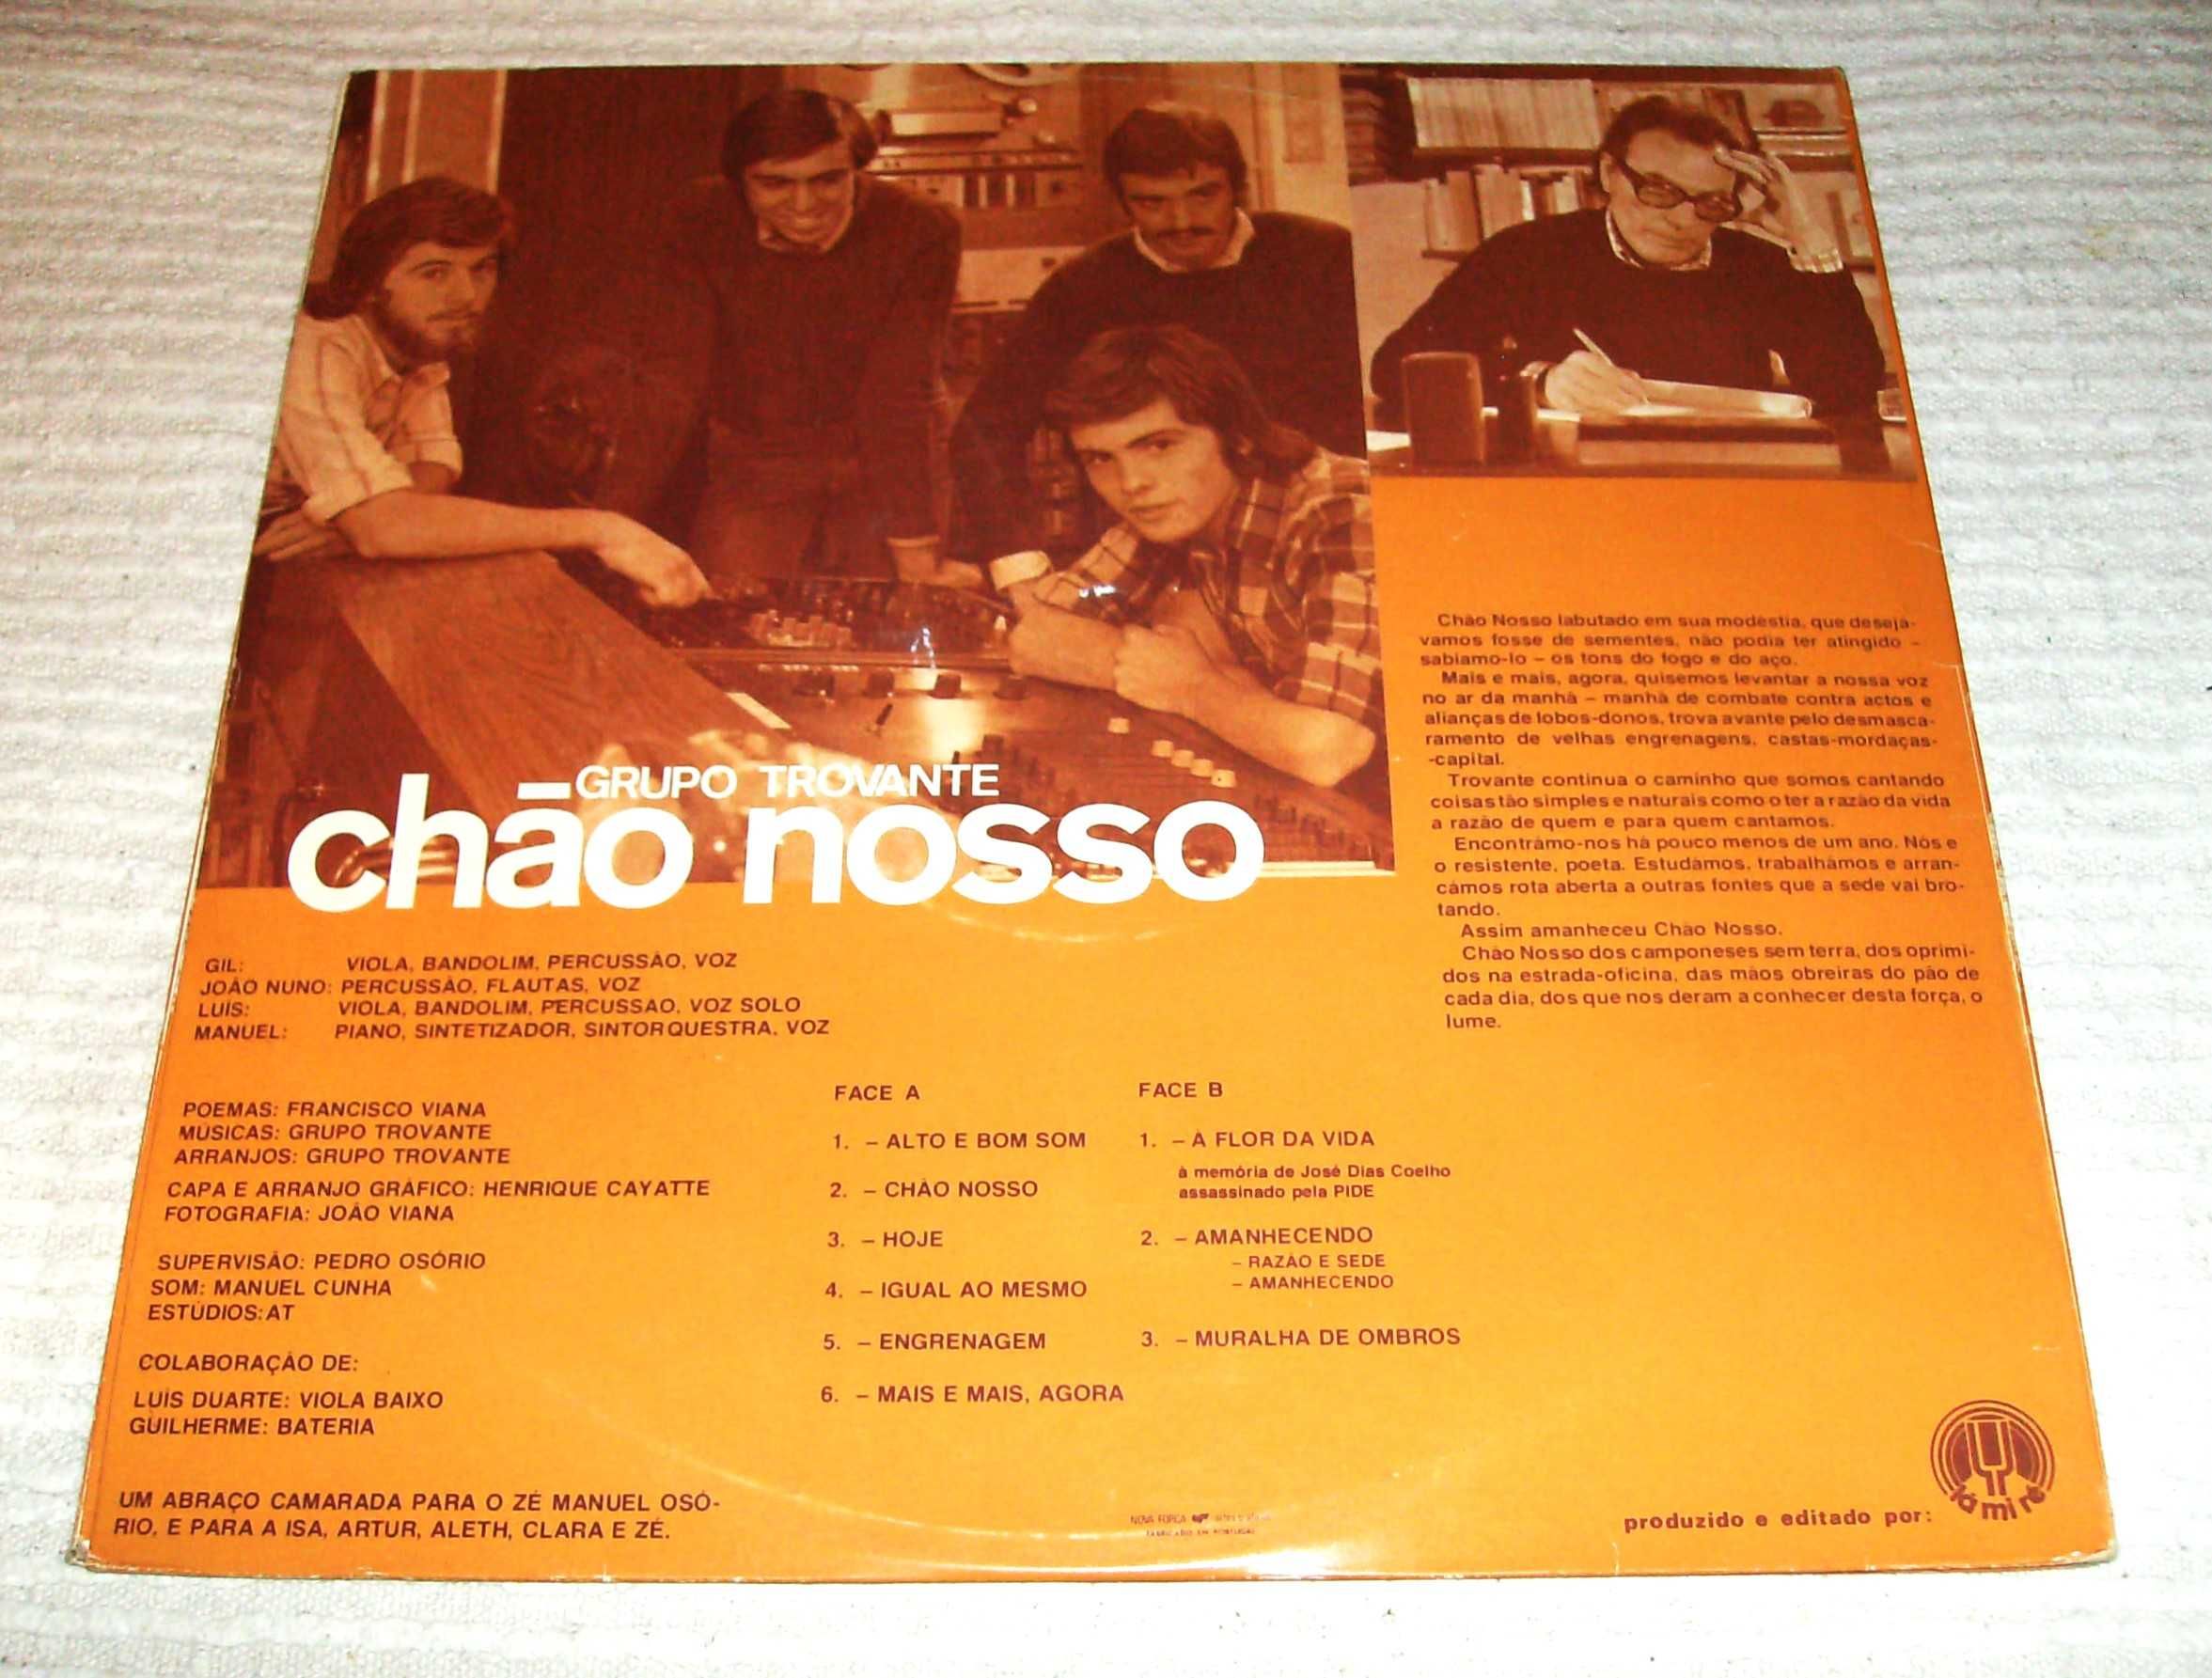 GRUPO TROVANTE
chão nosso
Chão Nosso labutado em sua modéstia, que deseja-
vamos fosse de sementes, não podia ter atingido –
sabiamo-lo – os tons do fogo e do aço.
Mais e mais, agora, quisemos levantar a nossa voz
no ar da manhã – manhã de combate contra actos e
alianças de lobos-donos, trova avante pelo desmasca-
ramento de velhas engrenagens, castas-mordaças-
-capital.
Trovante continua o caminho que somos cantando
coisas tão simples e naturais como o ter a razão da vida
a razão de quem e para quem cantamos.
Encontrámo-nos há pouco menos de um ano. Nós e
o resistente, poeta. Estudámos, trabalhámos e arran-
cámos rota aberta a outras fontes que a sede vai bro-
tando.
Assim amanheceu Chão Nosso.
Chão Nosso dos camponeses sem terra, dos oprimi-
dos na estrada-oficina, das mãos obreiras do pão de
cada dia, dos que nos deram a conhecer desta força, o
lume.
GIL: VIOLA, BANDOLIM, PERCUSSÃO, VOZ
JOÃO NUNO: PERCUSSÃO, FLAUTAS, VOZ
LUÍS: VIOLA, BANDOLIM, PERCUSSAO, VOZ SOLO
MANUEL: PIANO, SINTETIZADOR, SINTORQUESTRA, VOZ
POEMAS: FRANCISCO VIANA
MÚSICAS: GRUPO TROVANTE
ARRANJOS: GRUPO TROVANTE
CAPA E ARRANJO GRÁFICO: HENRIQUE CAYATTE
FOTOGRAFIA: JOÃO VIANA
SUPERVISÃO: PEDRO OSÓRIO
SOM: MANUEL CUNHA
ESTÚDIOS: AT
COLABORAÇÃO DE:
LUÍS DUARTE: VIOLA BAIXO
GUILHERME: BATERIA
UM ABRAÇO CAMARADA PARA O ZÉ MANUEL OSÓ-
RIO, E PARA A ISA, ARTUR, ALETH, CLARA E ZÉ.
FACE A
1. – ALTO E BOM SOM
2. – CHÃO NOSSO
3. – HOJE
4. – IGUAL AO MESMO
5. – ENGRENAGEM
6. – MAIS E MAIS, AGORA
FACE B
1. – À FLOR DA VIDA
à memória de José Dias Coelho
assassinado pela PIDE
2. – AMANHECENDO
– RAZÃO E SEDE
– AMANHECENDO
3. – MURALHA DE OMBROS
NOVA FORÇA
FABRICADO EM PORTUGAL
produzido e editado por:
lá mi ré